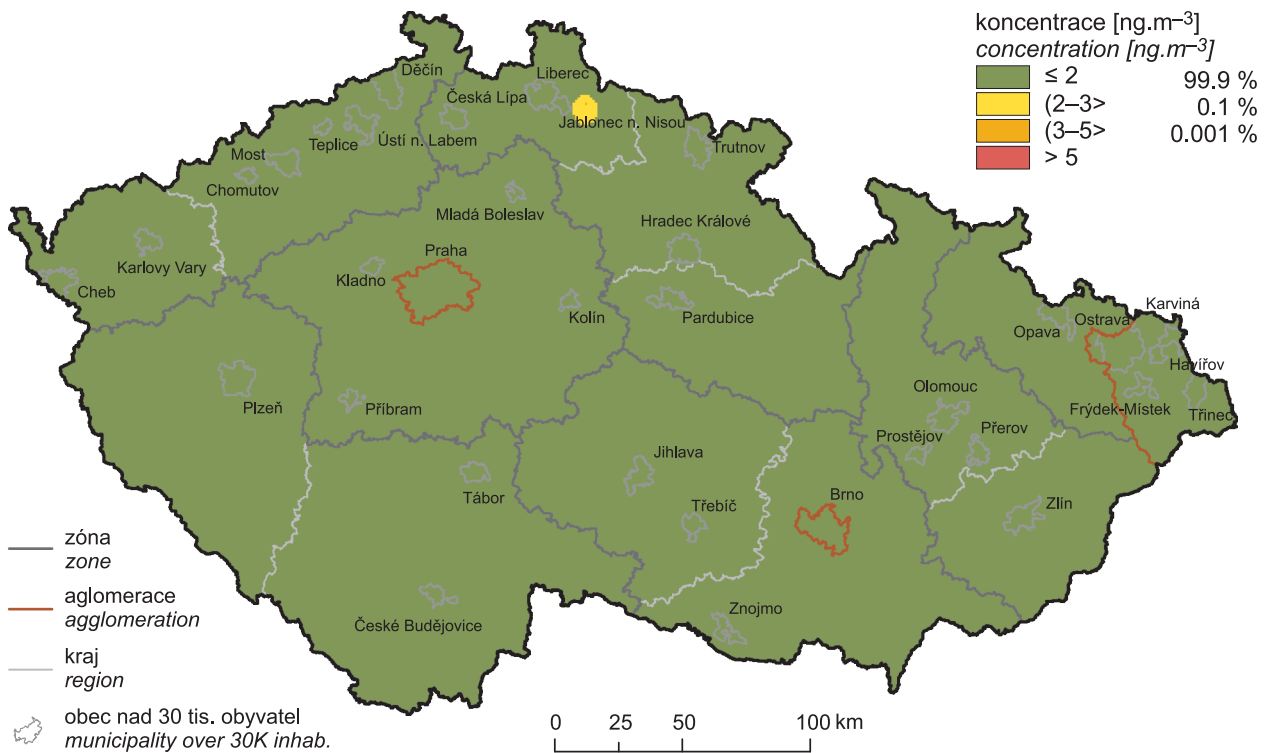 koncentrace [ng.m–3]
concentration [ng.m–3]
≤ 2 99.9 %
(2–3> 0.1 %
(3–5> 0.001 %
> 5
Děčín
Liberec
Česká Lípa
Jablonec n. Nisou
Ústí n. Labem
Teplice
Most
Chomutov
Trutnov
Mladá Boleslav
Hradec Králové
Karlovy Vary
Praha
Kladno
Cheb
Kolín
Pardubice
Karviná
Ostrava
Opava
Havířov
Olomouc
Frýdek-Místek
Třinec
Plzeň
Příbram
Přerov
Prostějov
Jihlava
Tábor
Třebíč
Brno
Zlín
České Budějovice
Znojmo
zóna
zone
aglomerace
agglomeration
kraj
region
obec nad 30 tis. obyvatel
municipality over 30K inhab.
0 25 50 100 km